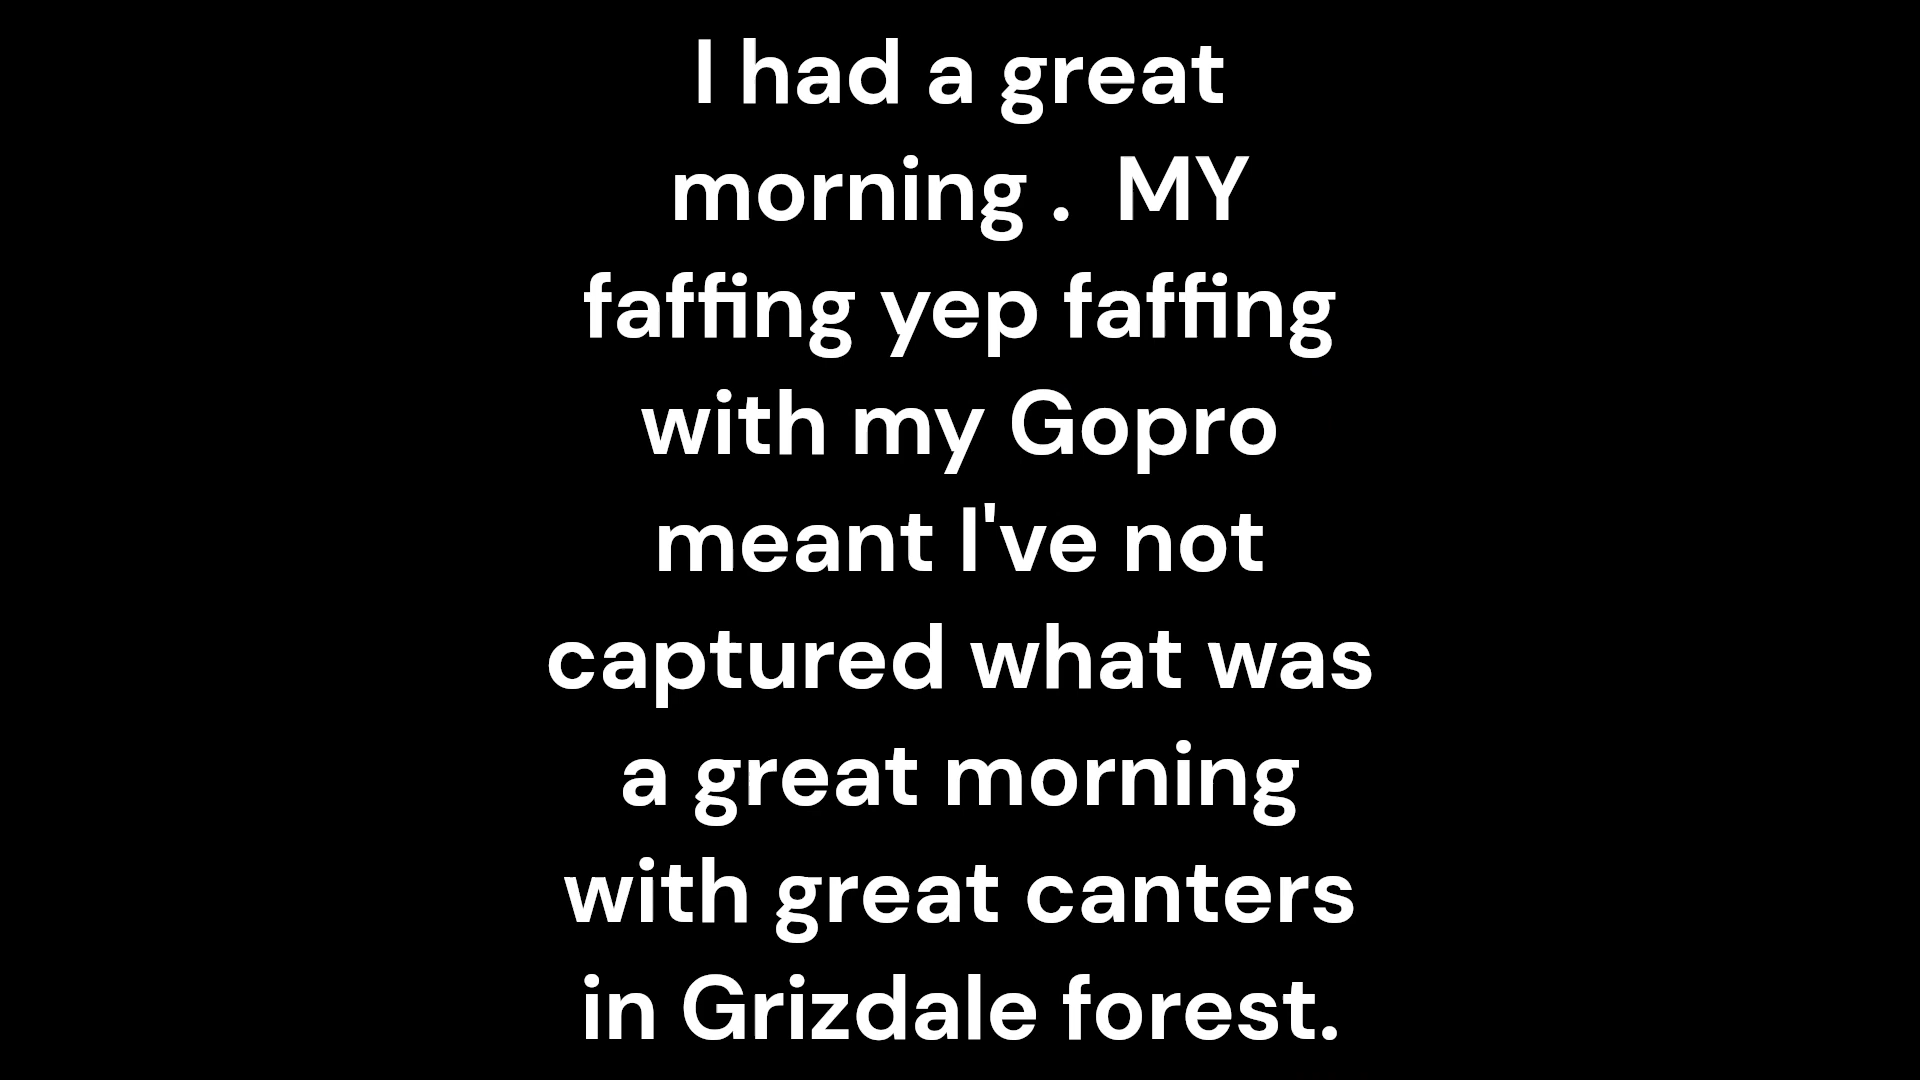 I had a great
morning .  MY
faffing yep faffing
with my Gopro
meant I've not
captured what was
a great morning
with great canters
in Grizdale forest.